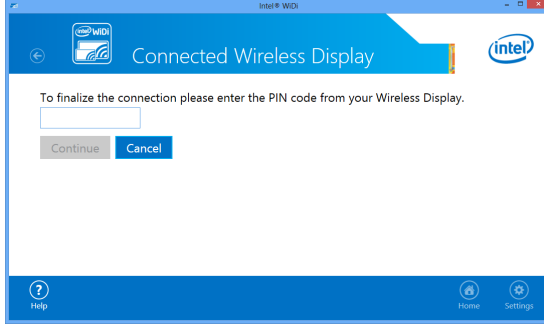 Intel® WiDi
intel WiDi
Connected Wireless Display
intel
To finalize the connection please enter the PIN code from your Wireless Display.
Continue
Cancel
Help
Home
Settings